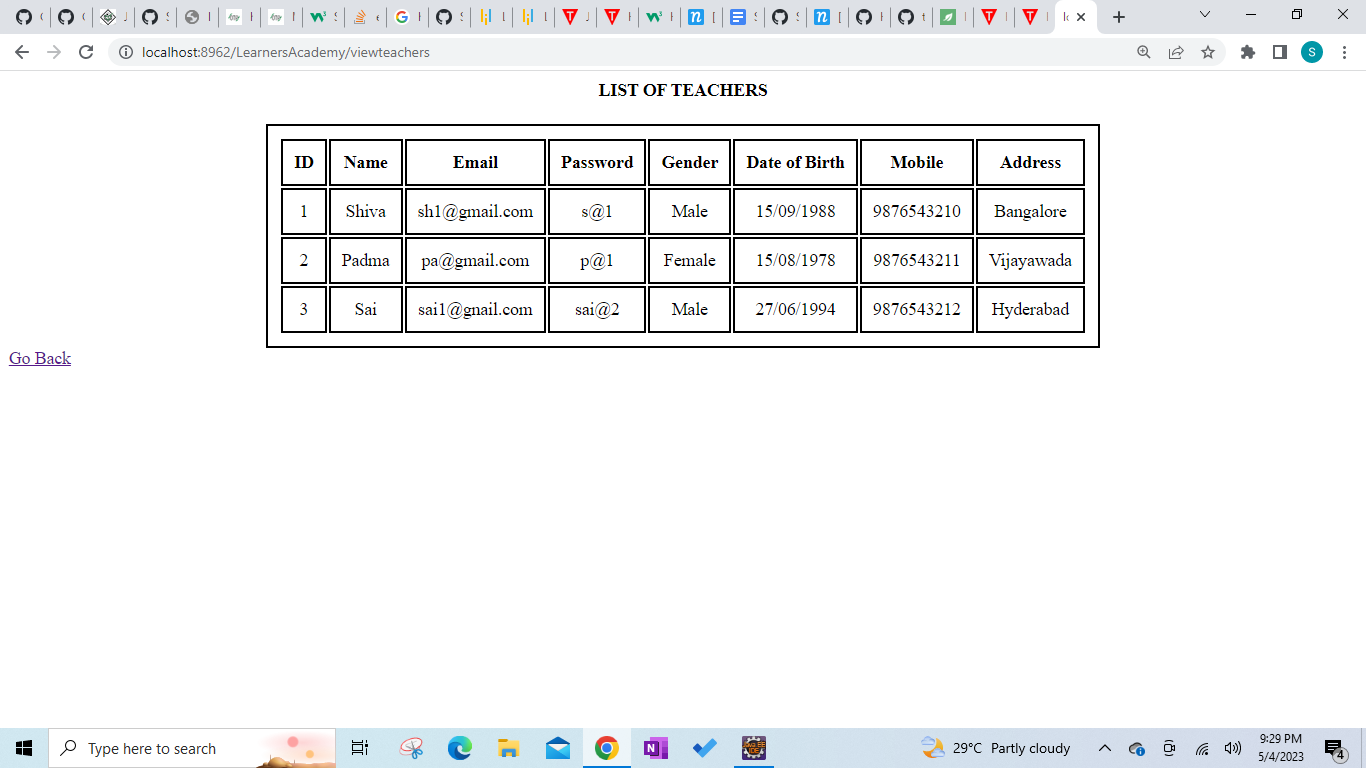 localhost:8962/LearnersAcademy/viewteachers
S
LIST OF TEACHERS
ID Name Email Password Gender Date of Birth Mobile Address
1 Shiva sh1@gmail.com s@1 Male 15/09/1988 9876543210 Bangalore
2 Padma pa@gmail.com p@1 Female 15/08/1978 9876543211 Vijayawada
3 Sai sai1@gnail.com sai@2 Male 27/06/1994 9876543212 Hyderabad
Go Back
Type here to search
29°C Partly cloudy
9:29 PM
5/4/2023
4